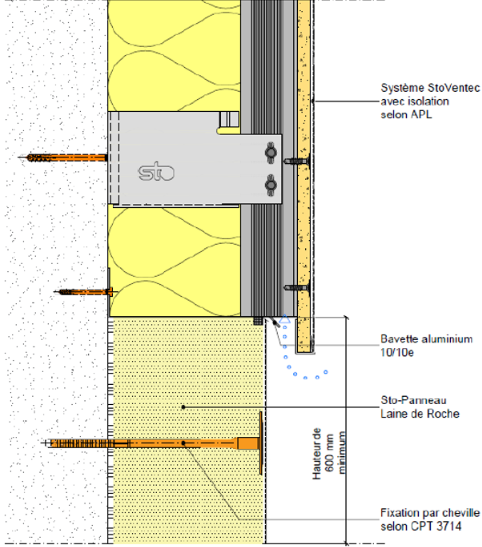 Système StoVentec
avec isolation
selon APL
sto
Bavette aluminium
10/10e
Sto-Panneau
Laine de Roche
Hauteur de
600 mm
minimum
Fixation par cheville
selon CPT 3714